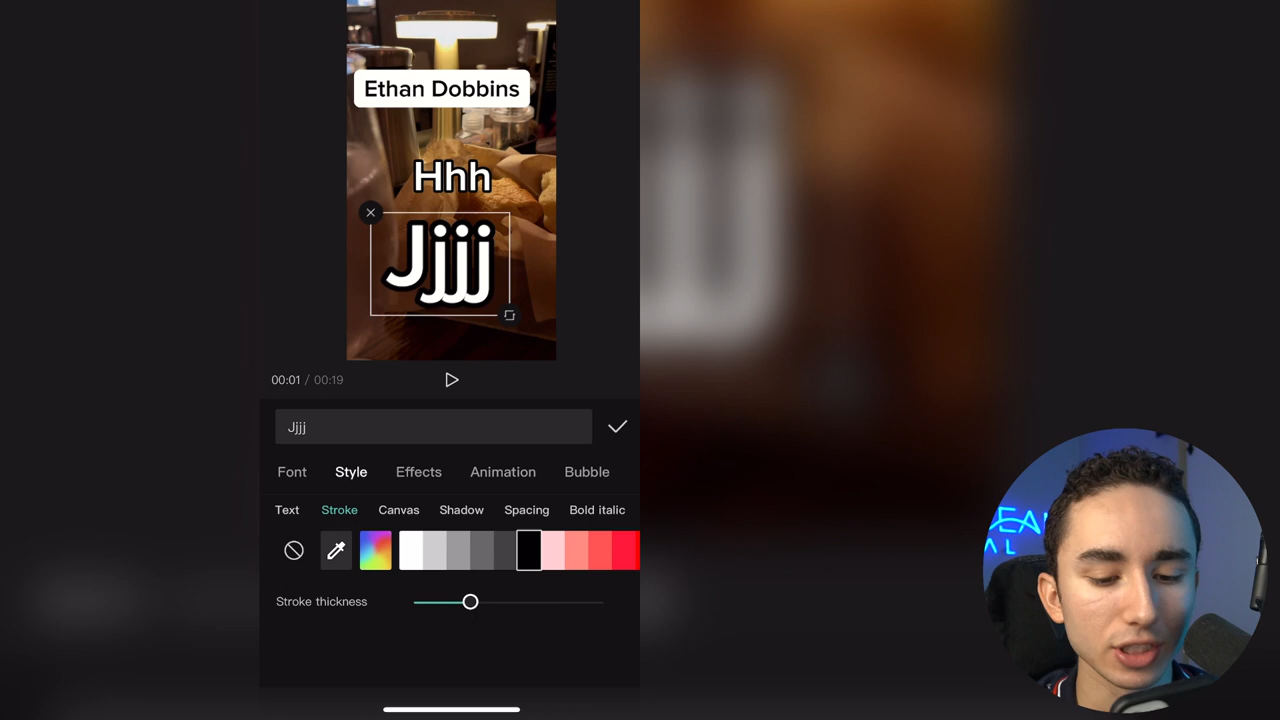 Ethan Dobbins
Hhh
Jjjj
00:01 / 00:19
Jjjj
Font Style Effects Animation Bubble
Text Stroke Canvas Shadow Spacing Bold italic
Stroke thickness